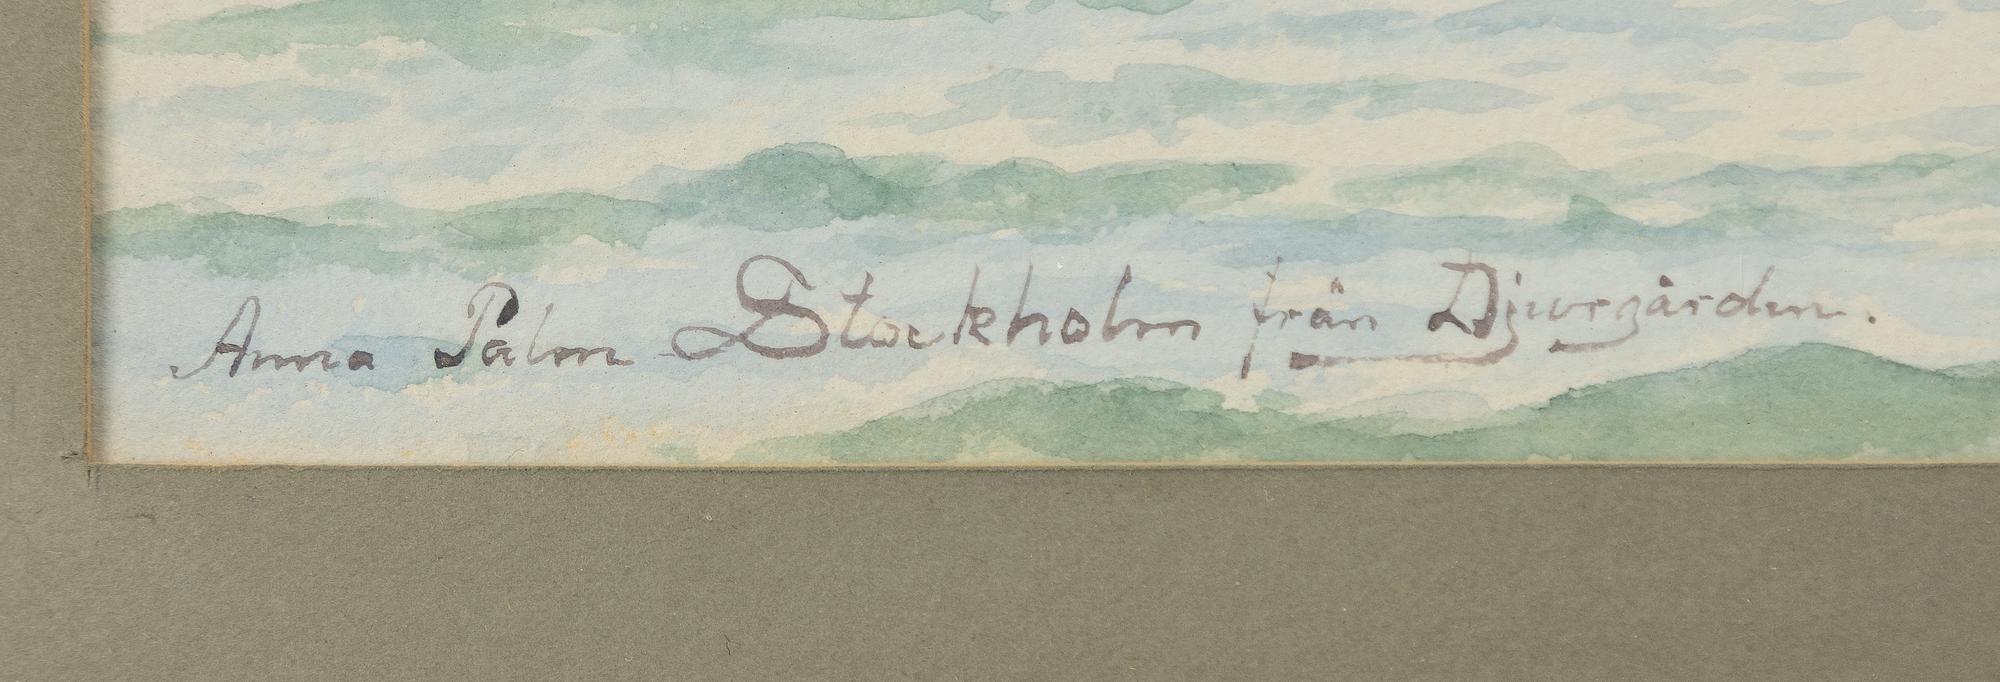 Anna Palm Stockholm från Djurgården.